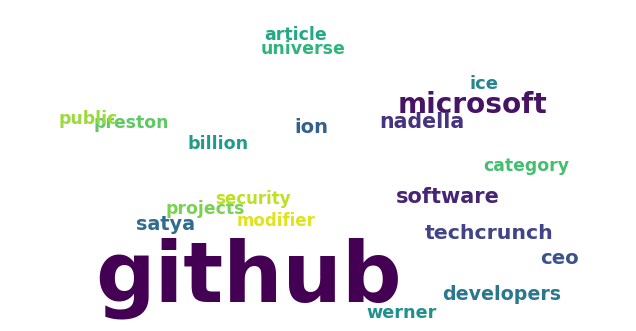 article
universe
ice
microsoft
public
preston
nadella
ion
billion
category
security
software
projects
modifier
satya
techcrunch
ceo
github
developers
werner